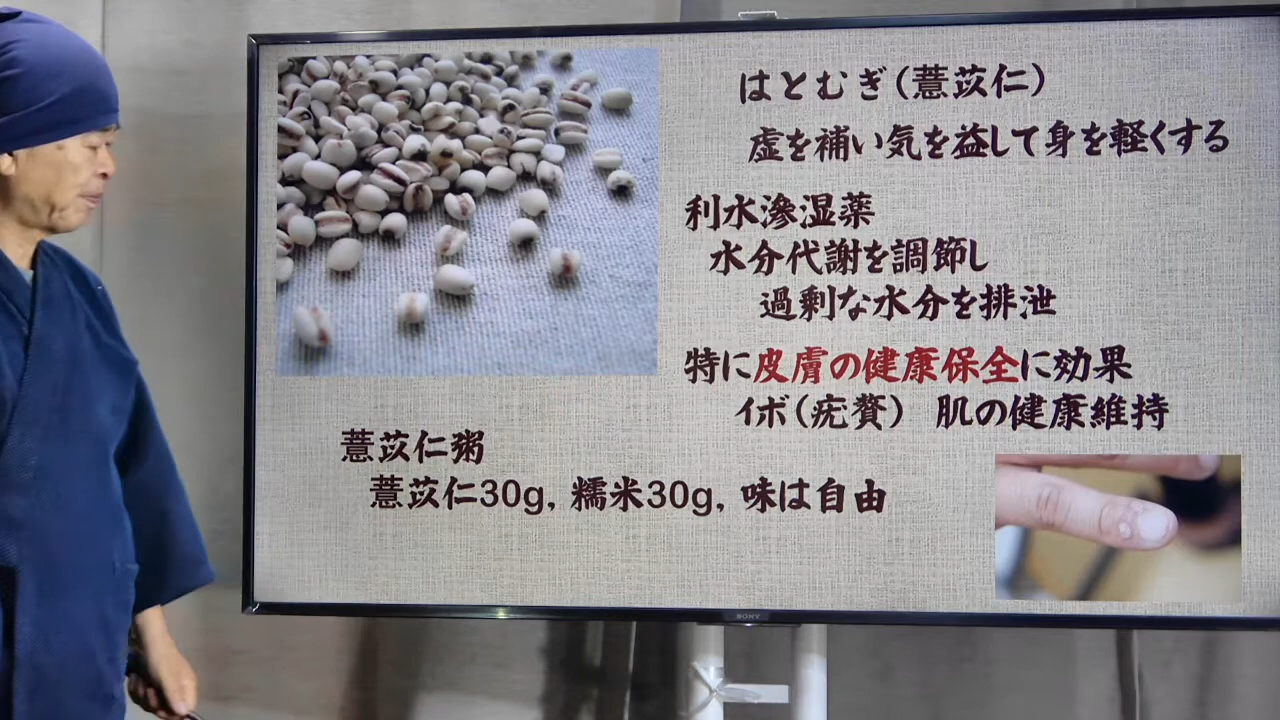 はとむぎ(薏苡仁)
虚を補い気を益して身を軽くする
利水滲湿薬
水分代謝を調節し
過剰な水分を排泄
特に皮膚の健康保全に効果
イボ(疣贅) 肌の健康維持
薏苡仁粥
薏苡仁30g, 糯米30g, 味は自由
SONY